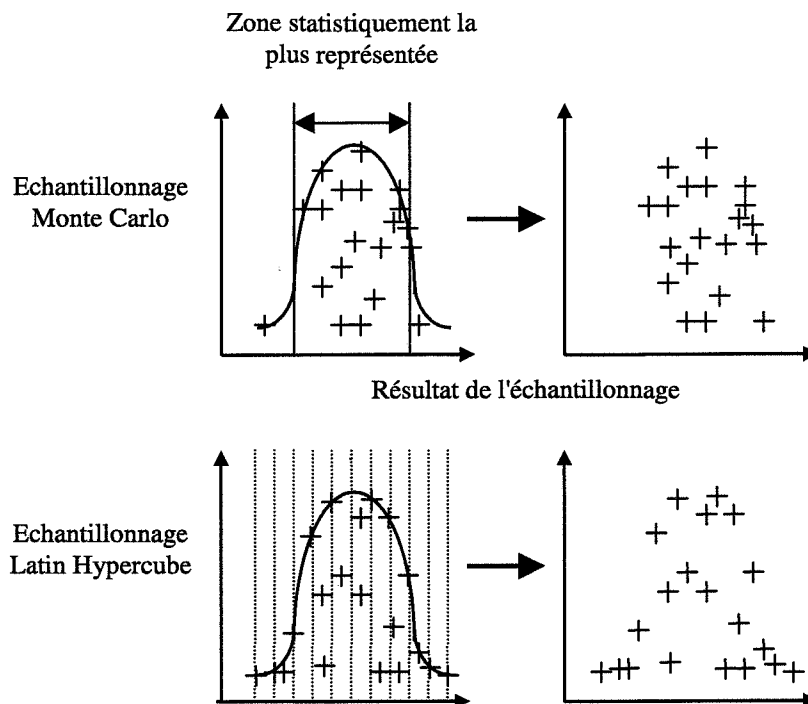 Zone statistiquement la
plus représentée
Echantillonnage
Monte Carlo
Résultat de l'échantillonnage
Echantillonnage
Latin Hypercube